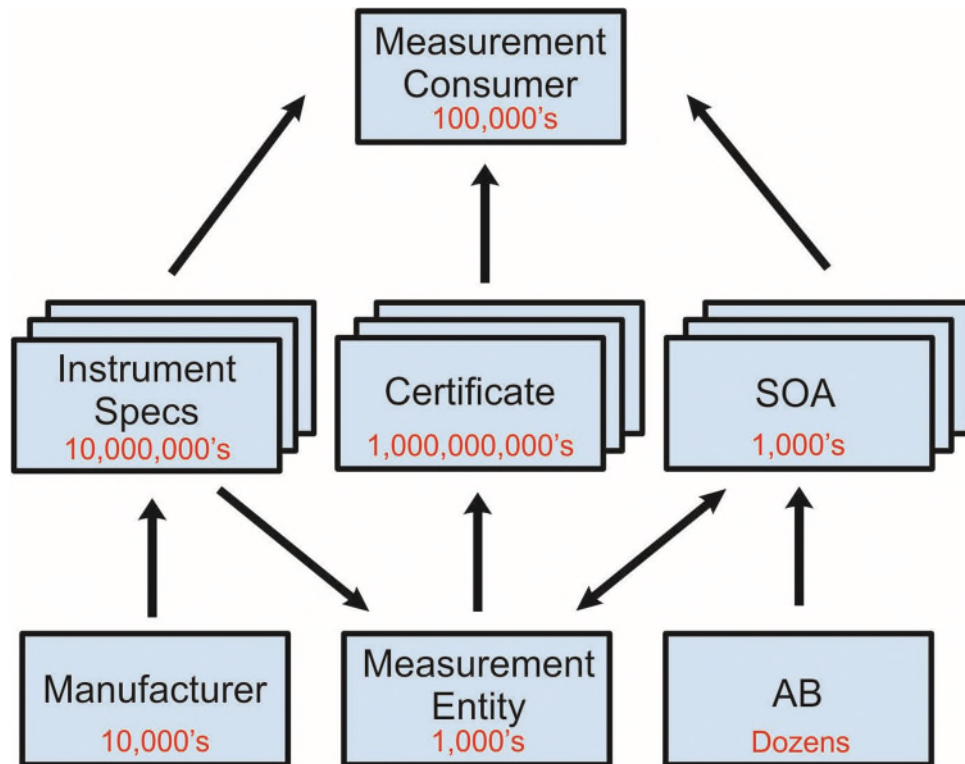 Measurement
Consumer
100,000's
Instrument
Specs
10,000,000's
Certificate
1,000,000,000's
SOA
1,000's
Manufacturer
10,000's
Measurement
Entity
1,000's
AB
Dozens